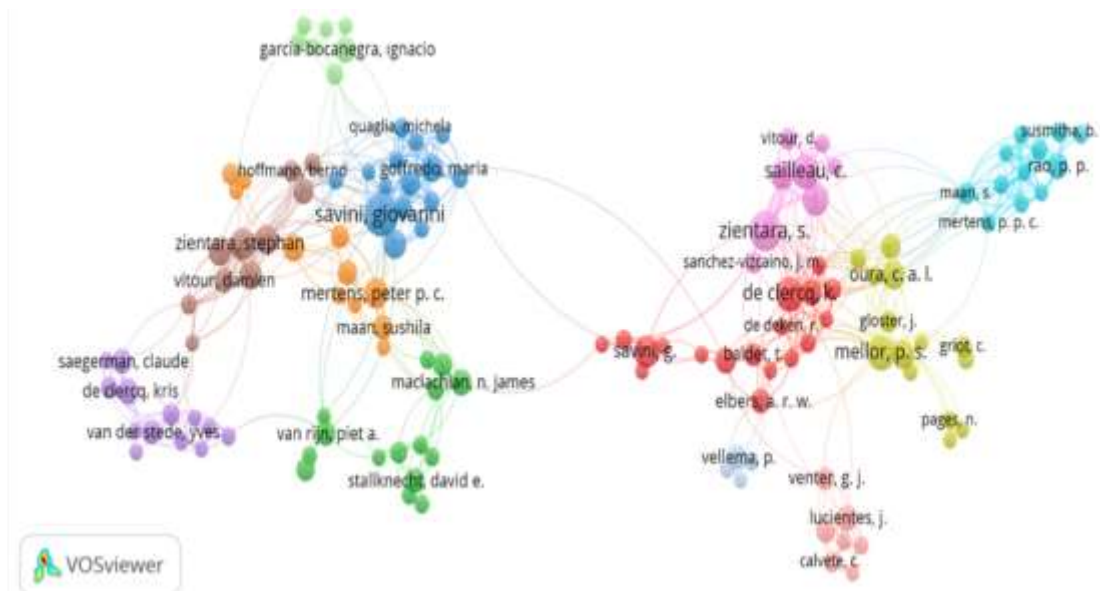 garcia-bocanegra, ignacio
quaglia, michela
hoffmann, bernd
goffredo, maria
savini, giovanni
zientara, stephan
vitour, damien
mertens, peter p. c.
maan, sushila
saegerman, claude
de clercq, kris
maclachlan, n. james
van der stede, yves
van rijn, piet a.
stallknecht, david e.
vitour, d.
sailleau, c.
susmitha, b.
rao, p. p.
maan, s.
mertens, p. p. c.
zientara, s.
sanchez-vizcaino, j. m.
oura, c. a. l.
de clercq, k.
de deken, r.
gloster, j.
savini, g.
balder, t.
mellor, p. s.
griot, c.
elbers, a. r. w.
pages, n.
vellema, p.
venter, g. j.
lucientes, j.
calvete, c.
VOSviewer